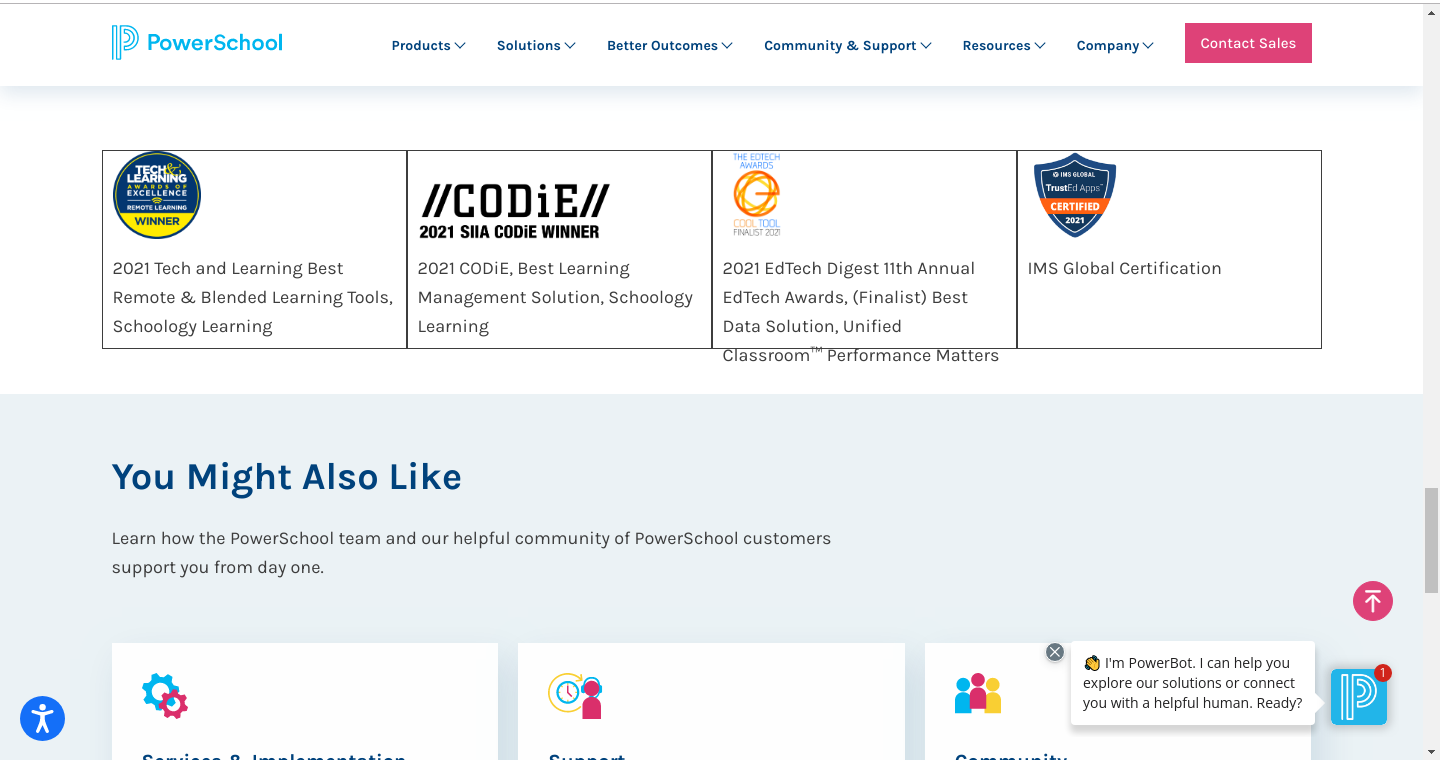 PowerSchool
Products
Solutions
Better Outcomes
Community & Support
Resources
Company
Contact Sales
TECH&
LEARNING
AWARDS OF
EXCELLENCE
REMOTE LEARNING
WINNER
2021 Tech and Learning Best
Remote & Blended Learning Tools,
Schoology Learning
//CODiE//
2021 SIIA CODiE WINNER
2021 CODiE, Best Learning
Management Solution, Schoology
Learning
THE EDTECH
AWARDS
COOL TOOL
FINALIST 2021
2021 EdTech Digest 11th Annual
EdTech Awards, (Finalist) Best
Data Solution, Unified
Classroom™ Performance Matters
IMS GLOBAL
TrustEd Apps™
CERTIFIED
2021
IMS Global Certification
You Might Also Like
Learn how the PowerSchool team and our helpful community of PowerSchool customers
support you from day one.
Services & Implementation
Support
Community
👏 I'm PowerBot. I can help you
explore our solutions or connect
you with a helpful human. Ready?
1